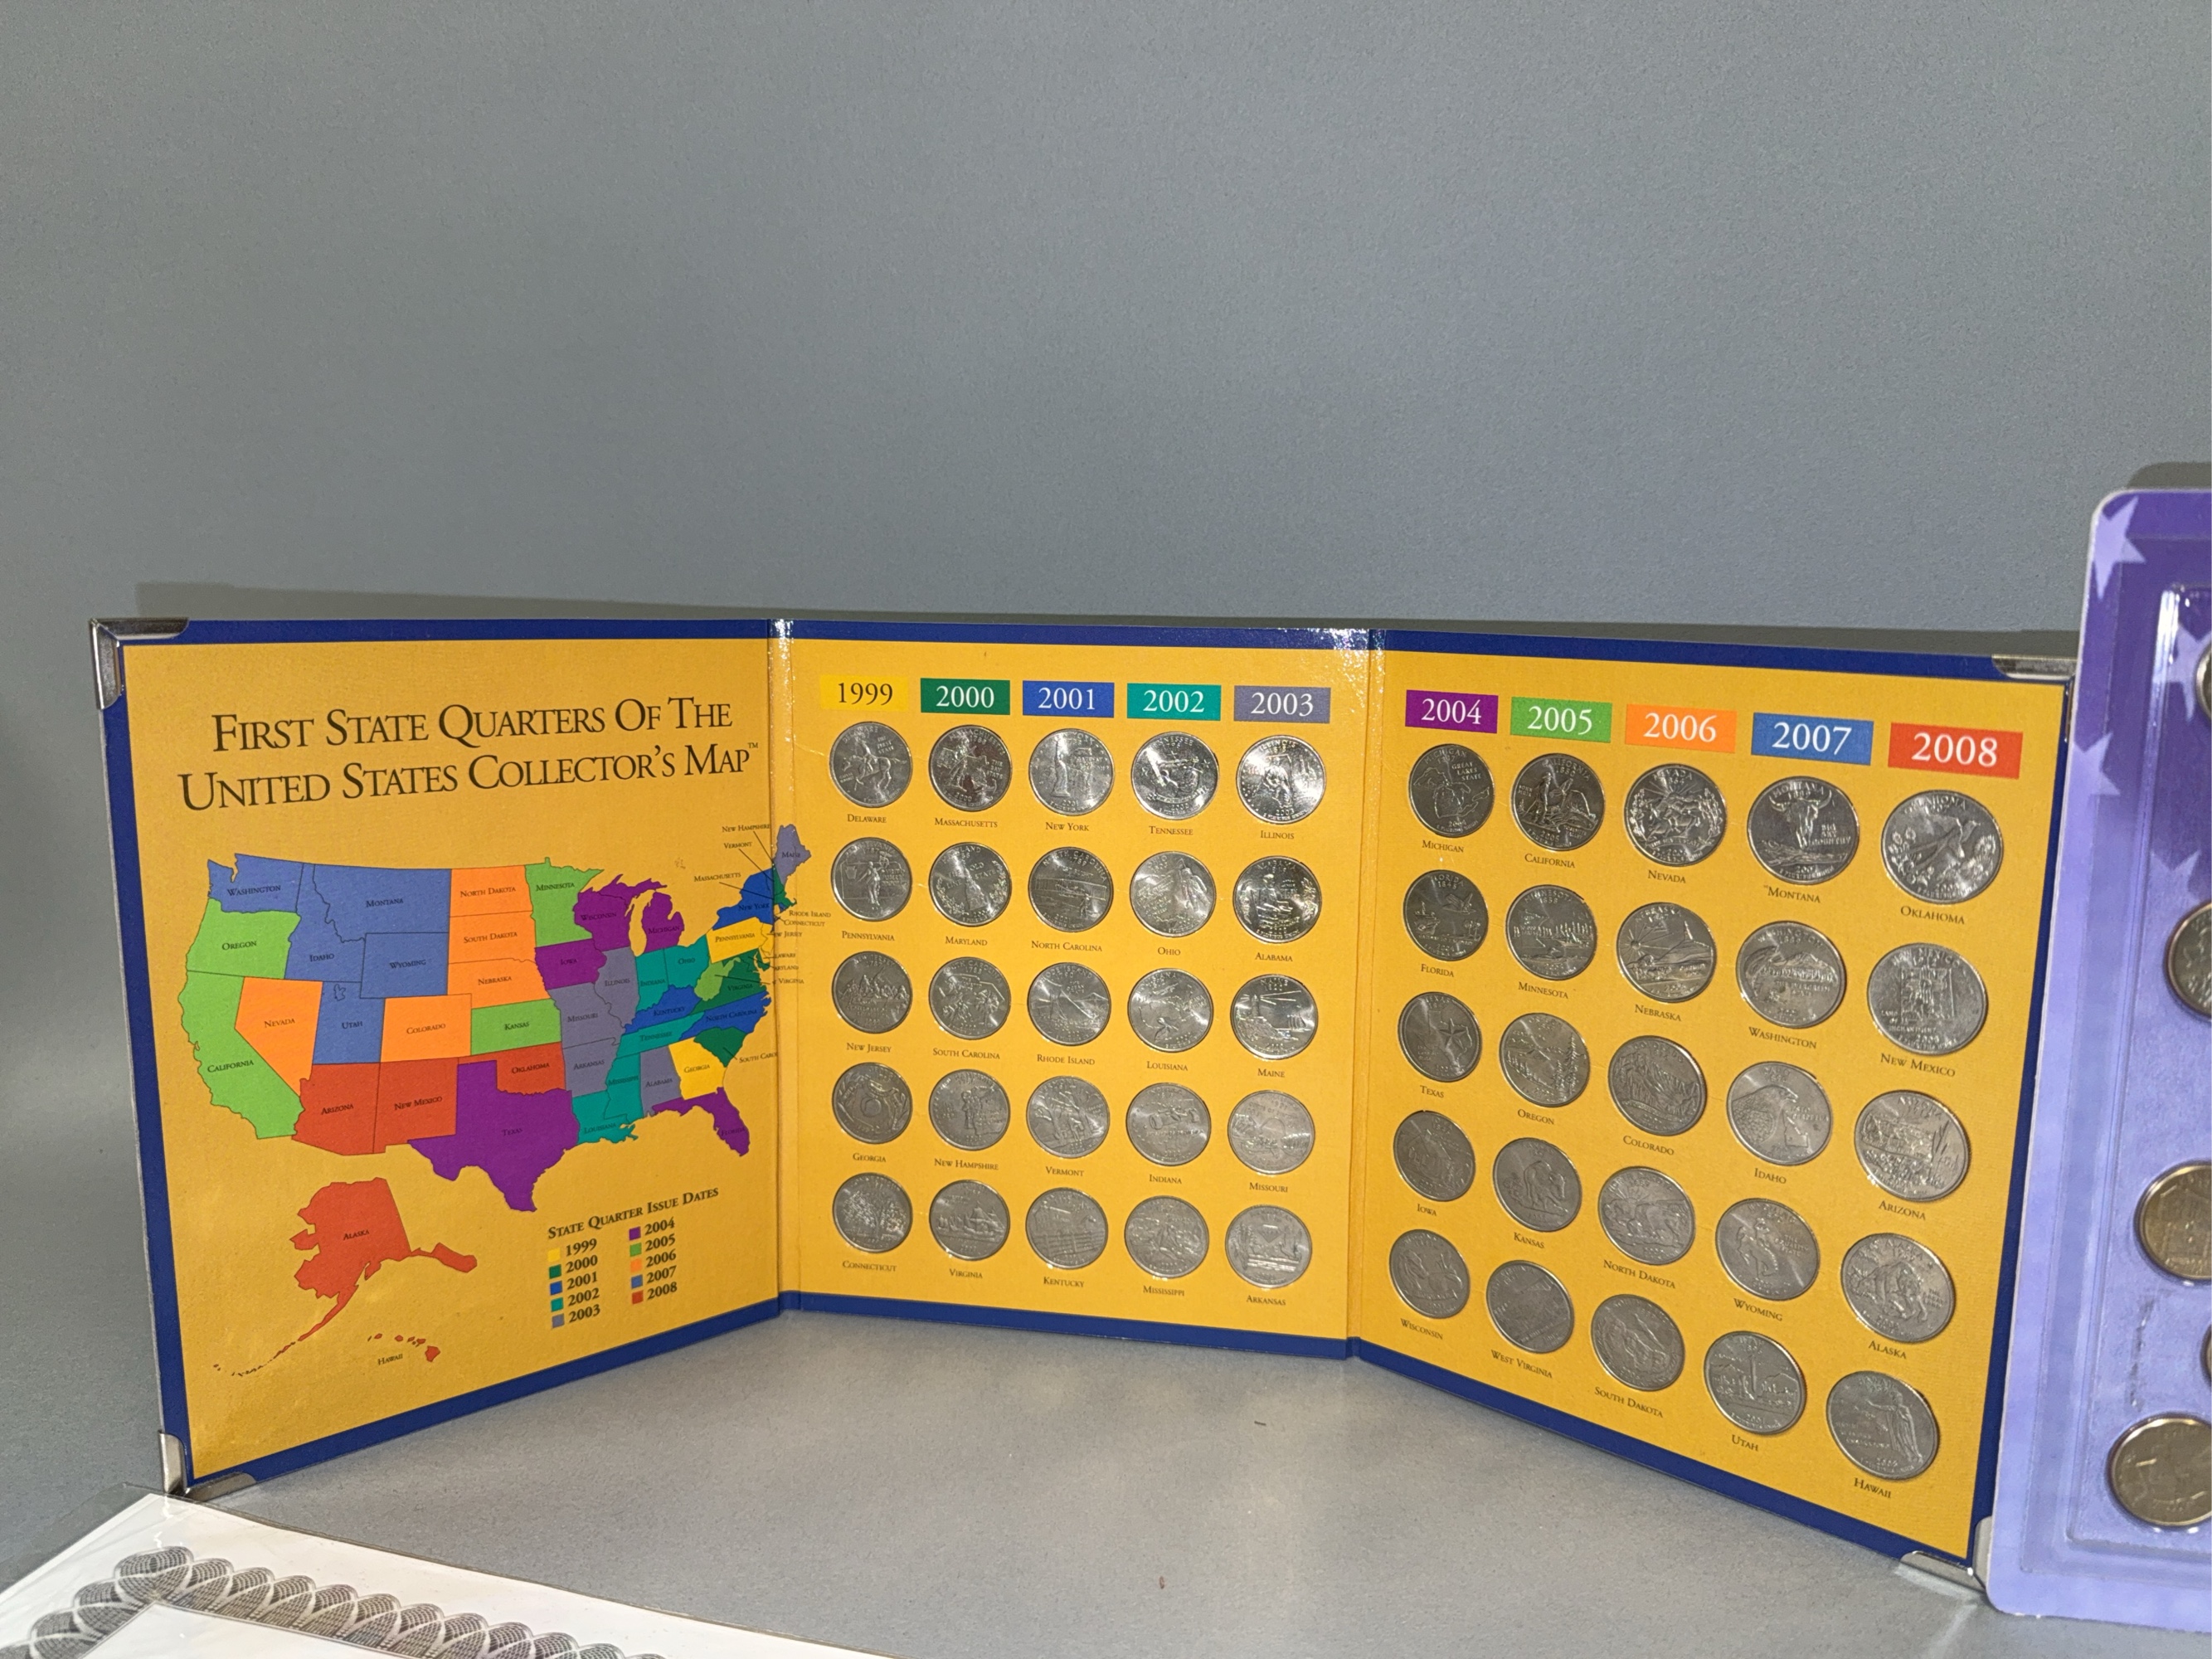 FIRST STATE QUARTERS OF THE
UNITED STATES COLLECTOR'S MAP™
NEW HAMPSHIRE
VERMONT
MASSACHUSETTS
MAINE
WASHINGTON
MONTANA
NORTH DAKOTA
MINNESOTA
WISCONSIN
MICHIGAN
NEW YORK
RHODE ISLAND
CONNECTICUT
OREGON
IDAHO
WYOMING
SOUTH DAKOTA
NEBRASKA
IOWA
ILLINOIS
INDIANA
OHIO
PENNSYLVANIA
VIRGINIA
NEVADA
UTAH
COLORADO
KANSAS
MISSOURI
KENTUCKY
NORTH CAROLINA
CALIFORNIA
TENNESSEE
ARIZONA
NEW MEXICO
OKLAHOMA
ARKANSAS
MISSISSIPPI
ALABAMA
GEORGIA
TEXAS
LOUISIANA
FLORIDA
ALASKA
HAWAII
STATE QUARTER ISSUE DATES
1999
2000
2001
2002
2003
2004
2005
2006
2007
2008
1999 2000 2001 2002 2003
DELAWARE MASSACHUSETTS NEW YORK TENNESSEE ILLINOIS
PENNSYLVANIA MARYLAND NORTH CAROLINA OHIO ALABAMA
NEW JERSEY SOUTH CAROLINA RHODE ISLAND LOUISIANA MAINE
GEORGIA NEW HAMPSHIRE VERMONT INDIANA MISSOURI
CONNECTICUT VIRGINIA KENTUCKY MISSISSIPPI ARKANSAS
2004 2005 2006 2007 2008
MICHIGAN CALIFORNIA NEVADA MONTANA OKLAHOMA
FLORIDA MINNESOTA NEBRASKA WASHINGTON NEW MEXICO
TEXAS OREGON COLORADO IDAHO ARIZONA
IOWA KANSAS NORTH DAKOTA WYOMING ALASKA
WISCONSIN WEST VIRGINIA SOUTH DAKOTA UTAH HAWAII